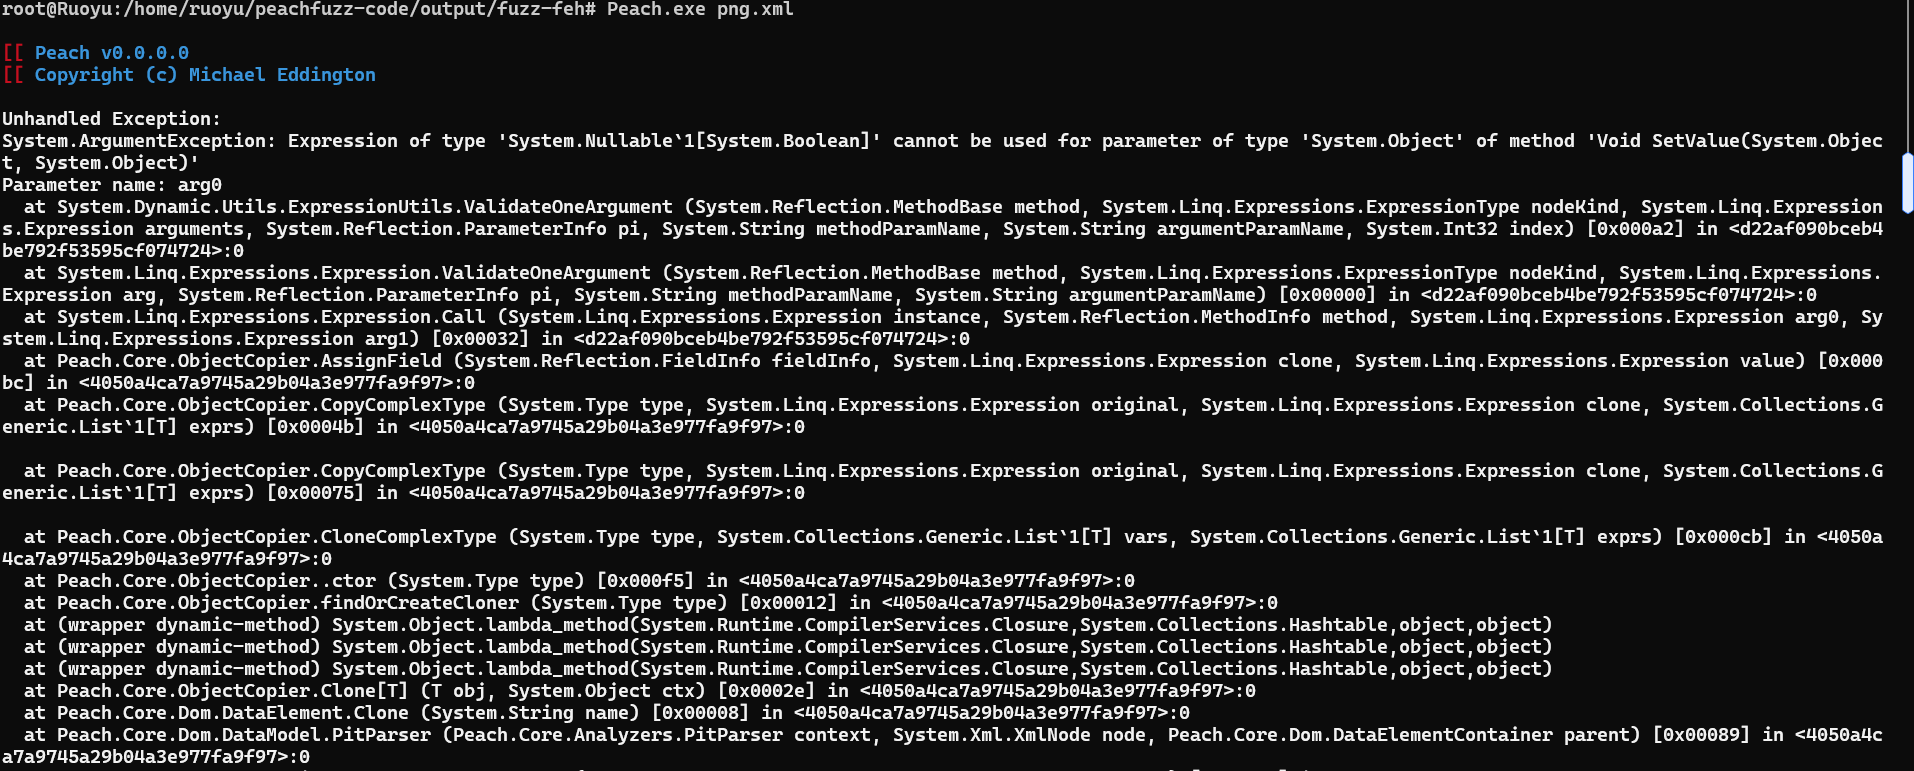 root@Ruoyu:/home/ruoyu/peachfuzz-code/output/fuzz-feh# Peach.exe png.xml
[[ Peach v0.0.0.0
[[ Copyright (c) Michael Eddington
Unhandled Exception:
System.ArgumentException: Expression of type 'System.Nullable`1[System.Boolean]' cannot be used for parameter of type 'System.Object' of method 'Void SetValue(System.Objec
t, System.Object)'
Parameter name: arg0
  at System.Dynamic.Utils.ExpressionUtils.ValidateOneArgument (System.Reflection.MethodBase method, System.Linq.Expressions.ExpressionType nodeKind, System.Linq.Expression
s.Expression arguments, System.Reflection.ParameterInfo pi, System.String methodParamName, System.String argumentParamName, System.Int32 index) [0x000a2] in <d22af090bceb4
be792f53595cf074724>:0
  at System.Linq.Expressions.Expression.ValidateOneArgument (System.Reflection.MethodBase method, System.Linq.Expressions.ExpressionType nodeKind, System.Linq.Expressions.
Expression arg, System.Reflection.ParameterInfo pi, System.String methodParamName, System.String argumentParamName) [0x00000] in <d22af090bceb4be792f53595cf074724>:0
  at System.Linq.Expressions.Expression.Call (System.Linq.Expressions.Expression instance, System.Reflection.MethodInfo method, System.Linq.Expressions.Expression arg0, Sy
stem.Linq.Expressions.Expression arg1) [0x00032] in <d22af090bceb4be792f53595cf074724>:0
  at Peach.Core.ObjectCopier.AssignField (System.Reflection.FieldInfo fieldInfo, System.Linq.Expressions.Expression clone, System.Linq.Expressions.Expression value) [0x000
bc] in <4050a4ca7a9745a29b04a3e977fa9f97>:0
  at Peach.Core.ObjectCopier.CopyComplexType (System.Type type, System.Linq.Expressions.Expression original, System.Linq.Expressions.Expression clone, System.Collections.G
eneric.List`1[T] exprs) [0x0004b] in <4050a4ca7a9745a29b04a3e977fa9f97>:0
  at Peach.Core.ObjectCopier.CopyComplexType (System.Type type, System.Linq.Expressions.Expression original, System.Linq.Expressions.Expression clone, System.Collections.G
eneric.List`1[T] exprs) [0x00075] in <4050a4ca7a9745a29b04a3e977fa9f97>:0
  at Peach.Core.ObjectCopier.CloneComplexType (System.Type type, System.Collections.Generic.List`1[T] vars, System.Collections.Generic.List`1[T] exprs) [0x000cb] in <4050a
4ca7a9745a29b04a3e977fa9f97>:0
  at Peach.Core.ObjectCopier..ctor (System.Type type) [0x000f5] in <4050a4ca7a9745a29b04a3e977fa9f97>:0
  at Peach.Core.ObjectCopier.findOrCreateCloner (System.Type type) [0x00012] in <4050a4ca7a9745a29b04a3e977fa9f97>:0
  at (wrapper dynamic-method) System.Object.lambda_method(System.Runtime.CompilerServices.Closure,System.Collections.Hashtable,object,object)
  at (wrapper dynamic-method) System.Object.lambda_method(System.Runtime.CompilerServices.Closure,System.Collections.Hashtable,object,object)
  at (wrapper dynamic-method) System.Object.lambda_method(System.Runtime.CompilerServices.Closure,System.Collections.Hashtable,object,object)
  at Peach.Core.ObjectCopier.Clone[T] (T obj, System.Object ctx) [0x0002e] in <4050a4ca7a9745a29b04a3e977fa9f97>:0
  at Peach.Core.Dom.DataElement.Clone (System.String name) [0x00008] in <4050a4ca7a9745a29b04a3e977fa9f97>:0
  at Peach.Core.Dom.DataModel.PitParser (Peach.Core.Analyzers.PitParser context, System.Xml.XmlNode node, Peach.Core.Dom.DataElementContainer parent) [0x00089] in <4050a4c
a7a9745a29b04a3e977fa9f97>:0